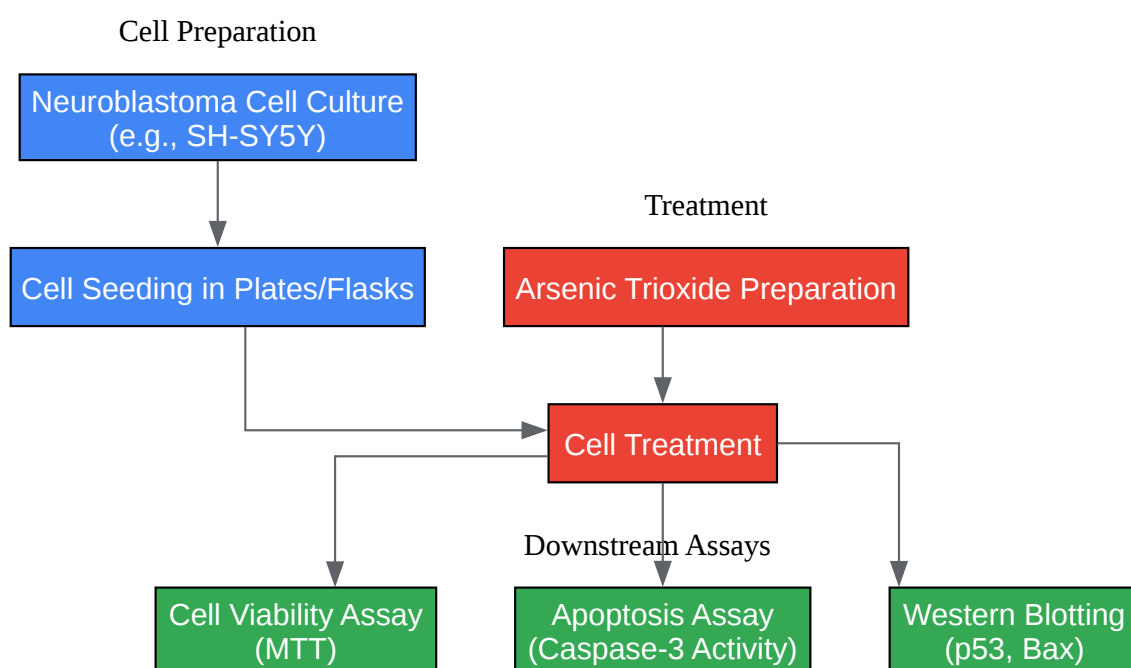 Cell Preparation
Neuroblastoma Cell Culture
(e.g., SH-SY5Y)
Treatment
Cell Seeding in Plates/Flasks
Arsenic Trioxide Preparation
Cell Treatment
Downstream Assays
Cell Viability Assay
(MTT)
Apoptosis Assay
(Caspase-3 Activity)
Western Blotting
(p53, Bax)